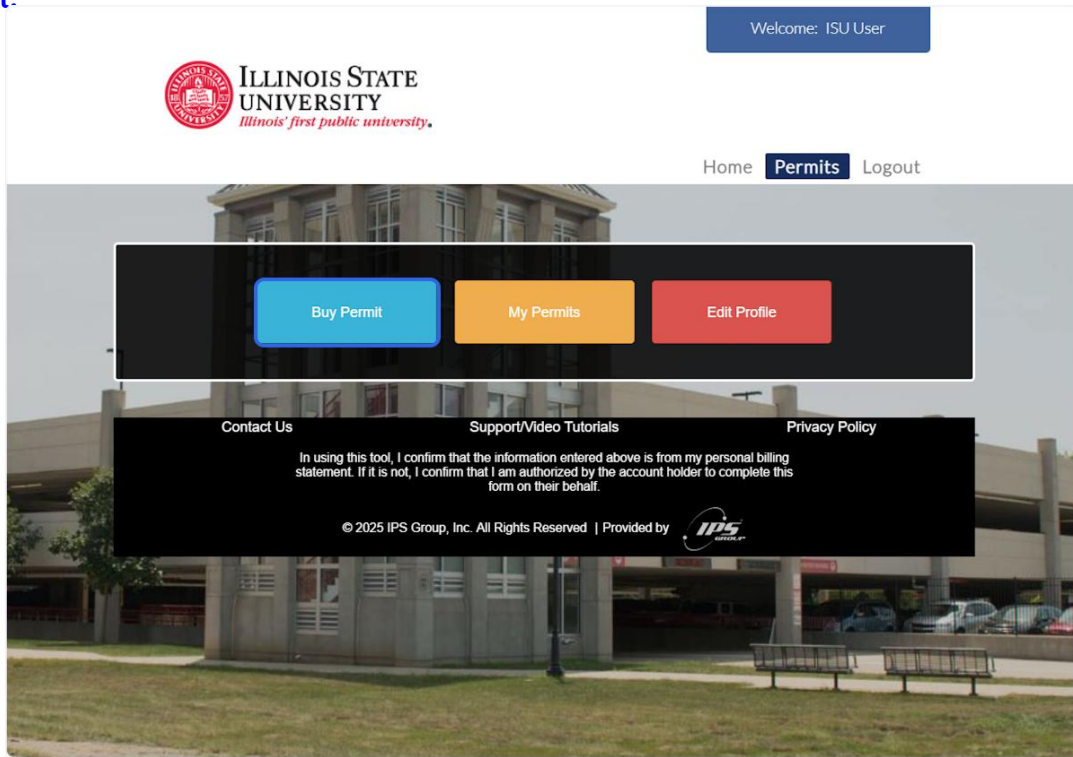 t.
Welcome: ISU User
ILLINOIS STATE
UNIVERSITY
Illinois' first public university.
Home Permits Logout
Buy Permit My Permits Edit Profile
Contact Us Support/Video Tutorials Privacy Policy
In using this tool, I confirm that the information entered above is from my personal billing
statement. If it is not, I confirm that I am authorized by the account holder to complete this
form on their behalf.
© 2025 IPS Group, Inc. All Rights Reserved | Provided by IPS GROUP